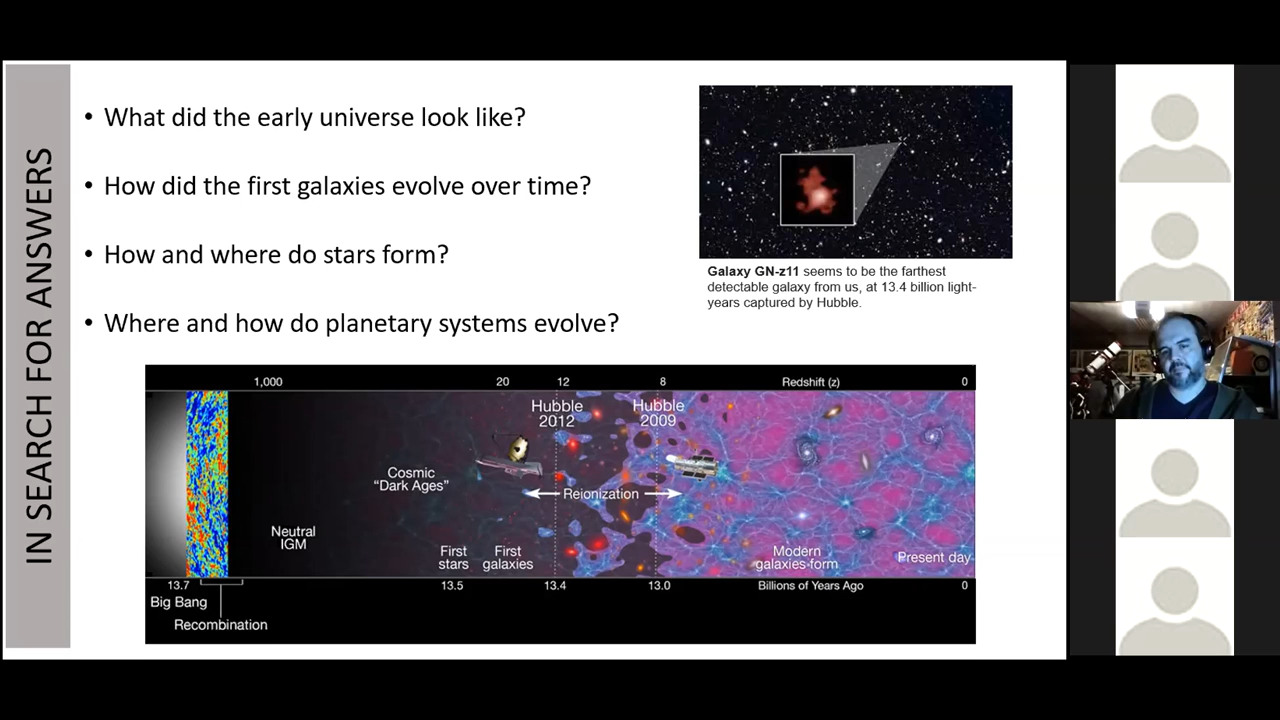 IN SEARCH FOR ANSWERS
• What did the early universe look like?
• How did the first galaxies evolve over time?
• How and where do stars form?
• Where and how do planetary systems evolve?
Galaxy GN-z11 seems to be the farthest
detectable galaxy from us, at 13.4 billion light-
years captured by Hubble.
1,000 20 12 8 Redshift (z) 0
Hubble
2012
Hubble
2009
Cosmic
"Dark Ages"
Reionization
Neutral
IGM
First
stars
First
galaxies
Modern
galaxies form
Present day
13.7 13.5 13.4 13.0 Billions of Years Ago 0
Big Bang
Recombination